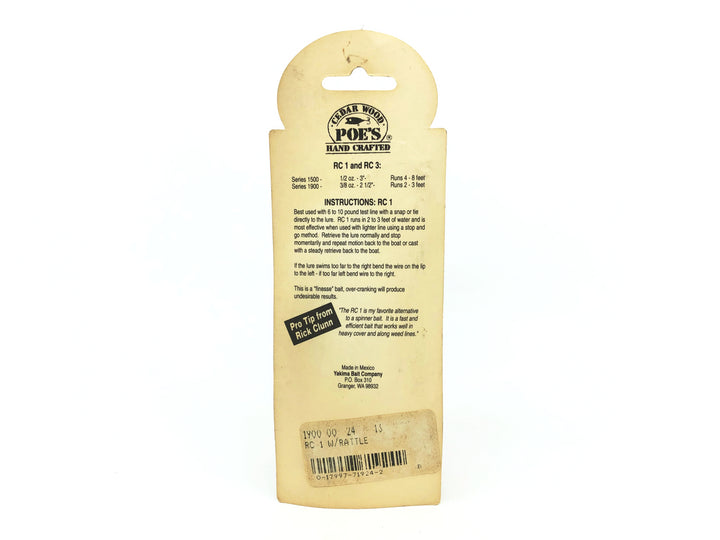 · CEDAR WOOD ·
POE'S ®
HAND CRAFTED
RC 1 and RC 3:
Series 1500 - 1/2 oz. - 3"- Runs 4 - 8 feet
Series 1900 - 3/8 oz. - 2 1/2"- Runs 2 - 3 feet
INSTRUCTIONS: RC 1
Best used with 6 to 10 pound test line with a snap or tie
directly to the lure. RC 1 runs in 2 to 3 feet of water and is
most effective when used with lighter line using a stop and
go method. Retrieve the lure normally and stop
momentarily and repeat motion back to the boat or cast
with a steady retrieve back to the boat.
If the lure swims too far to the right bend the wire on the lip
to the left - if too far left bend wire to the right.
This is a "finesse" bait, over-cranking will produce
undesirable results.
Pro Tip from
Rick Clunn
"The RC 1 is my favorite alternative
to a spinner bait. It is a fast and
efficient bait that works well in
heavy cover and along weed lines."
Made in Mexico
Yakima Bait Company
P.O. Box 310
Granger, WA 98932
1900 00 24 13
RC 1 W/RATTLE
0-17997-71924-2 .D